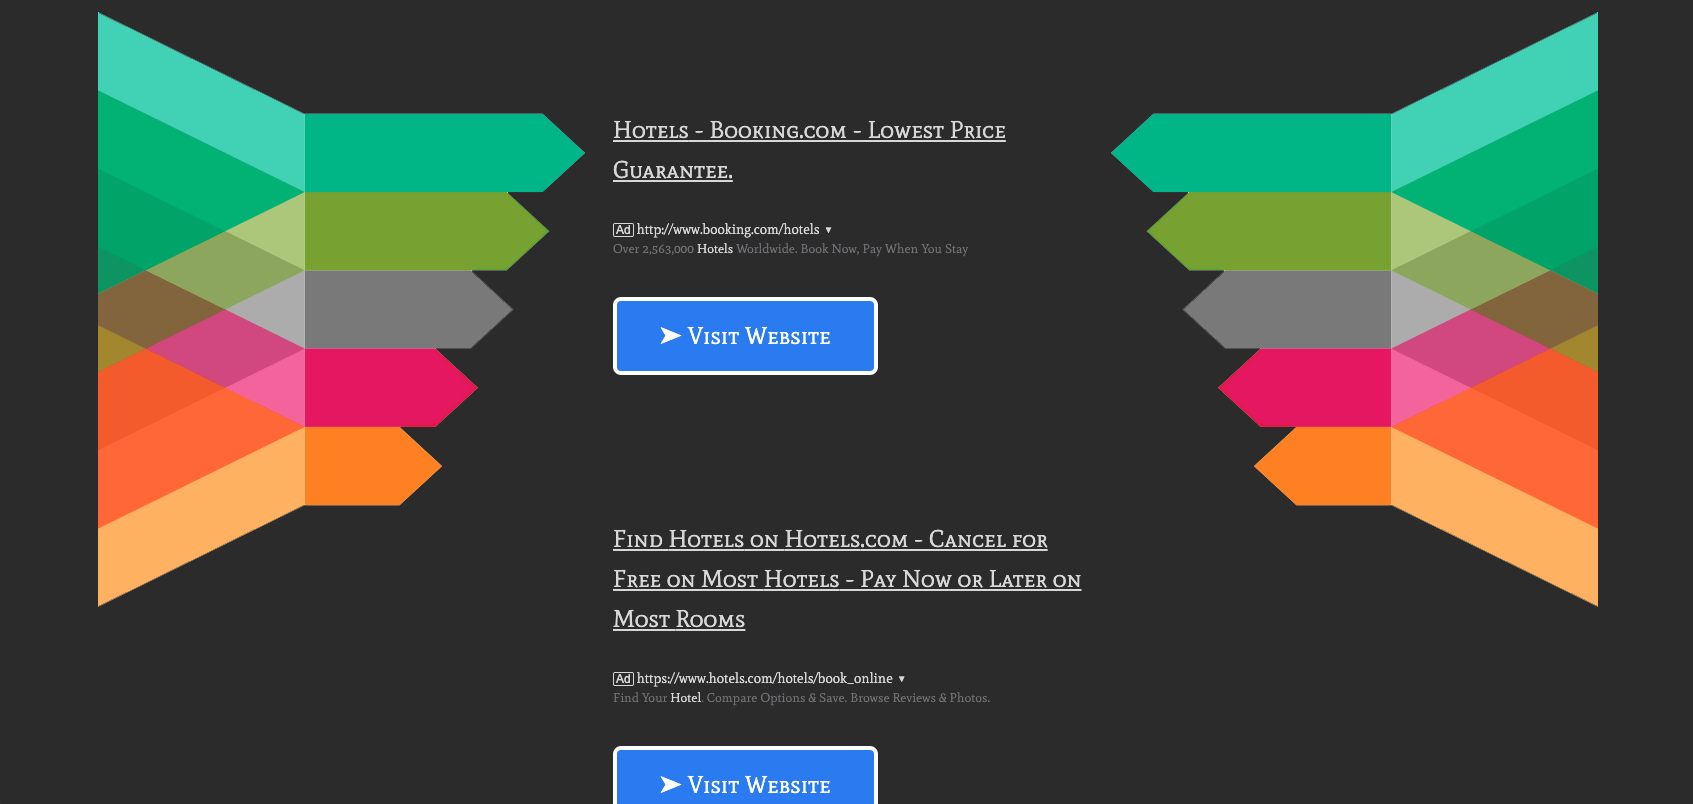 Hotels - Booking.com - Lowest Price
Guarantee.
Ad http://www.booking.com/hotels ▼
Over 2,563,000 Hotels Worldwide. Book Now, Pay When You Stay
➤ Visit Website
Find Hotels on Hotels.com - Cancel for
Free on Most Hotels - Pay Now or Later on
Most Rooms
Ad https://www.hotels.com/hotels/book_online ▼
Find Your Hotel. Compare Options & Save. Browse Reviews & Photos.
➤ Visit Website